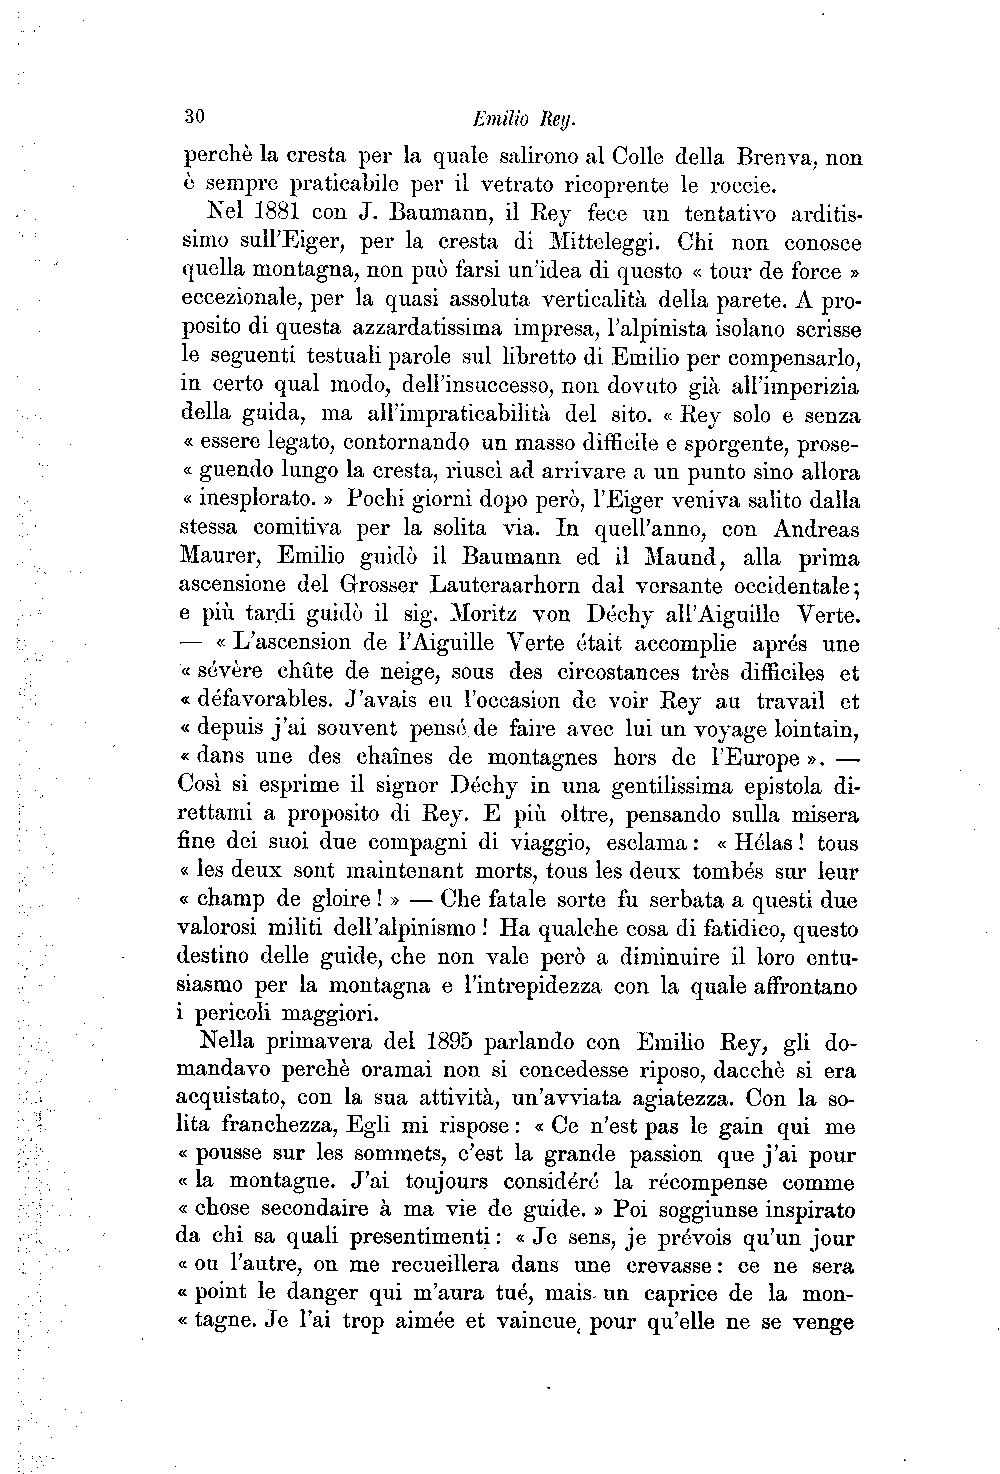 30 Emilio Rey.
perchè la cresta per la quale salirono al Colle della Brenva, non
è sempre praticabile per il vetrato ricoprente le roccie.
Nel 1881 con J. Baumann, il Rey fece un tentativo arditis-
simo sull'Eiger, per la cresta di Mitteleggi. Chi non conosce
quella montagna, non può farsi un'idea di questo « tour de force »
eccezionale, per la quasi assoluta verticalità della parete. A pro-
posito di questa azzardatissima impresa, l'alpinista isolano scrisse
le seguenti testuali parole sul libretto di Emilio per compensarlo,
in certo qual modo, dell'insuccesso, non dovuto già all'imperizia
della guida, ma all'impraticabilità del sito. « Rey solo e senza
« essere legato, contornando un masso difficile e sporgente, prose-
« guendo lungo la cresta, riuscì ad arrivare a un punto sino allora
« inesplorato. » Pochi giorni dopo però, l'Eiger veniva salito dalla
stessa comitiva per la solita via. In quell'anno, con Andreas
Maurer, Emilio guidò il Baumann ed il Maund, alla prima
ascensione del Grosser Lauteraarhorn dal versante occidentale;
e più tardi guidò il sig. Moritz von Déchy all'Aiguille Verte.
— « L'ascension de l'Aiguille Verte était accomplie aprés une
« sévère chûte de neige, sous des circostances très difficiles et
« défavorables. J'avais eu l'occasion de voir Rey au travail et
« depuis j'ai souvent pensé de faire avec lui un voyage lointain,
« dans une des chaînes de montagnes hors de l'Europe ». —
Così si esprime il signor Déchy in una gentilissima epistola di-
rettami a proposito di Rey. E più oltre, pensando sulla misera
fine dei suoi due compagni di viaggio, esclama: « Hélas! tous
« les deux sont maintenant morts, tous les deux tombés sur leur
« champ de gloire! » — Che fatale sorte fu serbata a questi due
valorosi militi dell'alpinismo! Ha qualche cosa di fatidico, questo
destino delle guide, che non vale però a diminuire il loro entu-
siasmo per la montagna e l'intrepidezza con la quale affrontano
i pericoli maggiori.
Nella primavera del 1895 parlando con Emilio Rey, gli do-
mandavo perchè oramai non si concedesse riposo, dacchè si era
acquistato, con la sua attività, un'avviata agiatezza. Con la so-
lita franchezza, Egli mi rispose: « Ce n'est pas le gain qui me
« pousse sur les sommets, c'est la grande passion que j'ai pour
« la montagne. J'ai toujours considéré la récompense comme
« chose secondaire à ma vie de guide. » Poi soggiunse inspirato
da chi sa quali presentimenti: « Je sens, je prévois qu'un jour
« ou l'autre, on me recueillera dans une crevasse: ce ne sera
« point le danger qui m'aura tué, mais un caprice de la mon-
« tagne. Je l'ai trop aimée et vaincue, pour qu'elle ne se venge